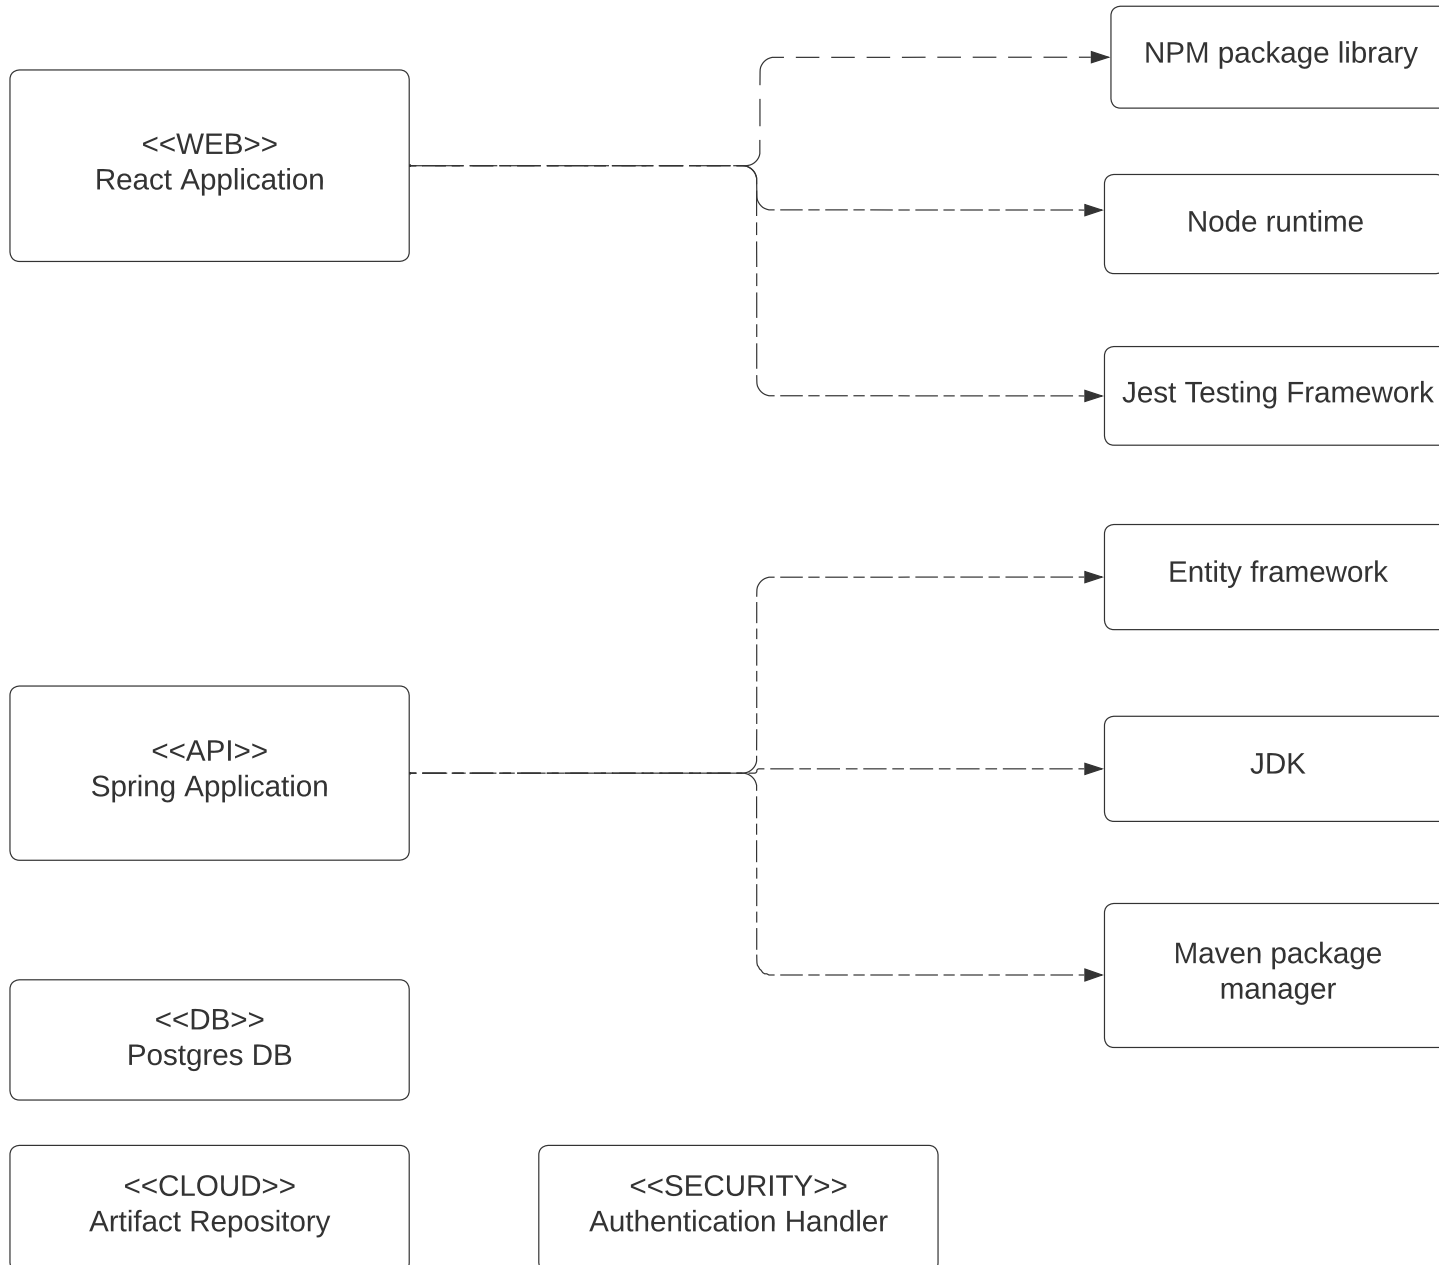 NPM package library
<<WEB>>
React Application
Node runtime
Jest Testing Framework
Entity framework
<<API>>
Spring Application
JDK
Maven package
manager
<<DB>>
Postgres DB
<<CLOUD>>
Artifact Repository
<<SECURITY>>
Authentication Handler